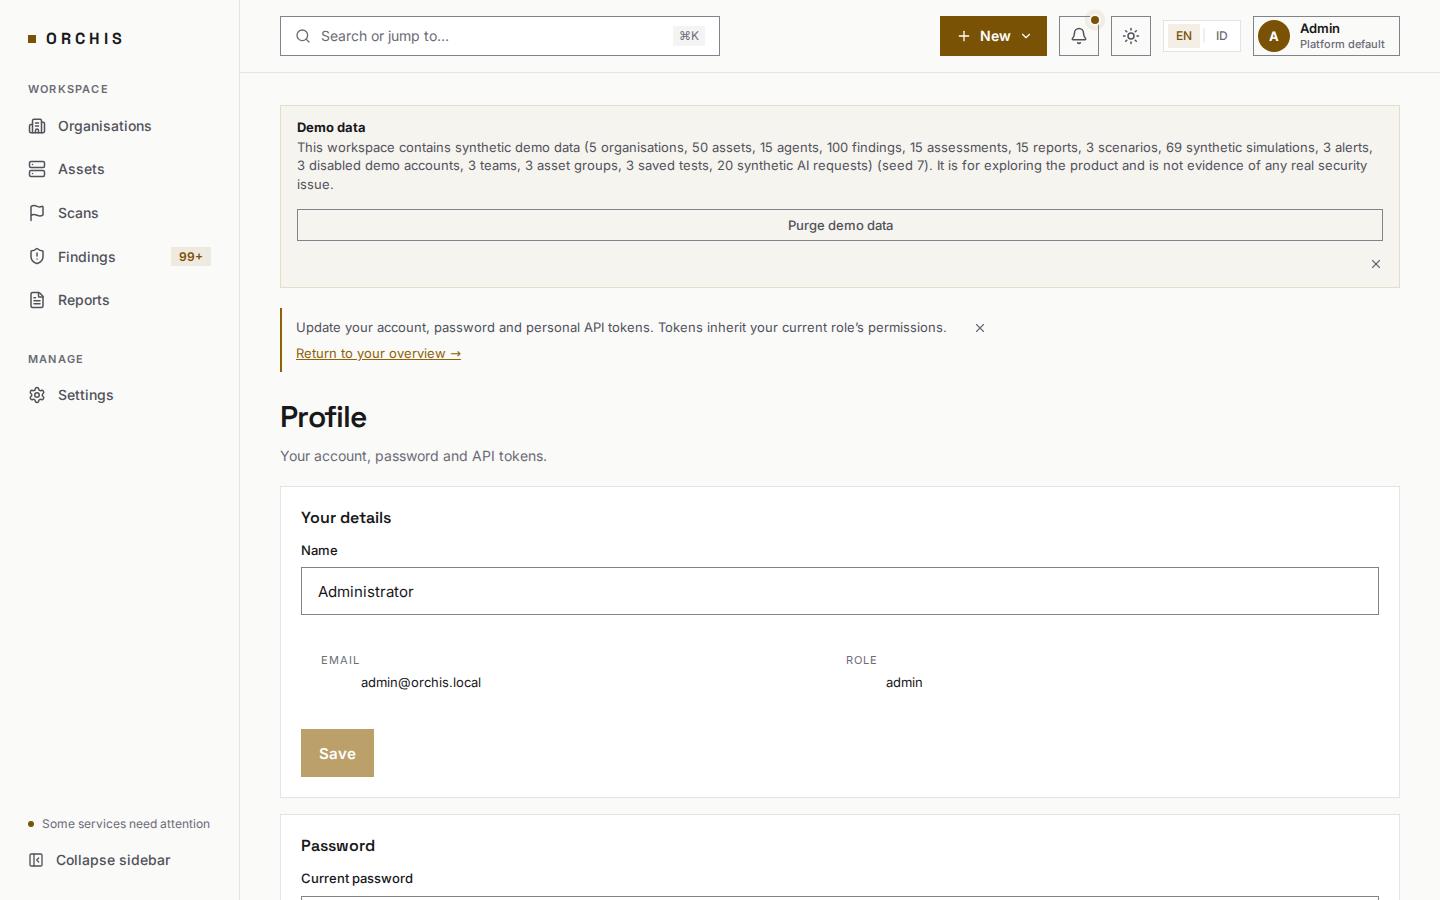 ORCHIS
Search or jump to...
⌘K
New
EN
ID
A
Admin
Platform default
WORKSPACE
Organisations
Assets
Scans
Findings
99+
Reports
MANAGE
Settings
Some services need attention
Collapse sidebar
Demo data
This workspace contains synthetic demo data (5 organisations, 50 assets, 15 agents, 100 findings, 15 assessments, 15 reports, 3 scenarios, 69 synthetic simulations, 3 alerts,
3 disabled demo accounts, 3 teams, 3 asset groups, 3 saved tests, 20 synthetic AI requests) (seed 7). It is for exploring the product and is not evidence of any real security
issue.
Purge demo data
Update your account, password and personal API tokens. Tokens inherit your current role’s permissions.
Return to your overview →
Profile
Your account, password and API tokens.
Your details
Name
Administrator
EMAIL
admin@orchis.local
ROLE
admin
Save
Password
Current password